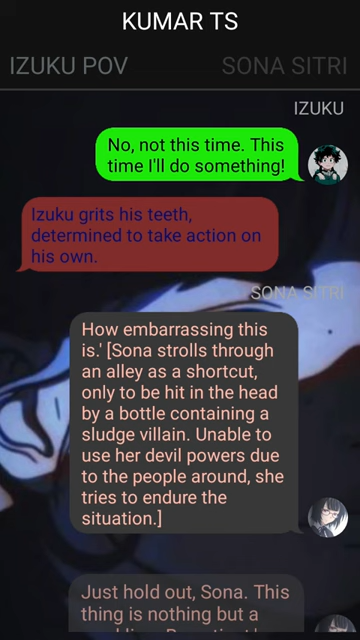 KUMAR TS
IZUKU POV
SONA SITRI
IZUKU
No, not this time. This
time I'll do something!
Izuku grits his teeth,
determined to take action on
his own.
SONA SITRI
How embarrassing this
is.' [Sona strolls through
an alley as a shortcut,
only to be hit in the head
by a bottle containing a
sludge villain. Unable to
use her devil powers due
to the people around, she
tries to endure the
situation.]
Just hold out, Sona. This
thing is nothing but a